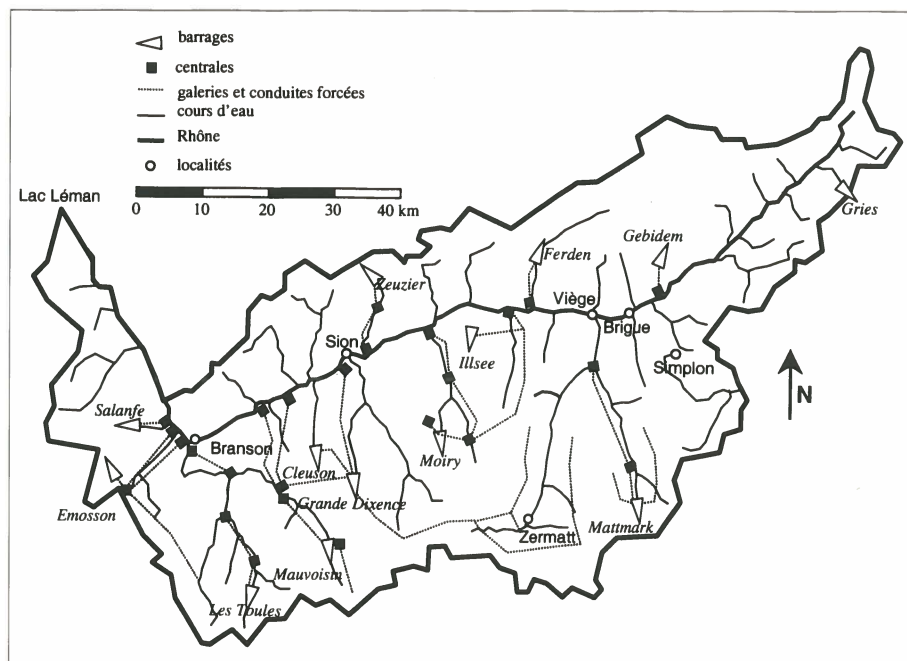 barrages
centrales
galeries et conduites forcées
cours d'eau
Rhône
localités
0 10 20 30 40 km
Lac Léman
Gries
Gebidem
Ferden
Zeuzier
Viège
Brigue
Sion
Illsee
Simplon
N
Salanfe
Branson
Moiry
Cleuson
Grande Dixence
Emosson
Mattmark
Zermatt
Mauvoisin
Les Toules